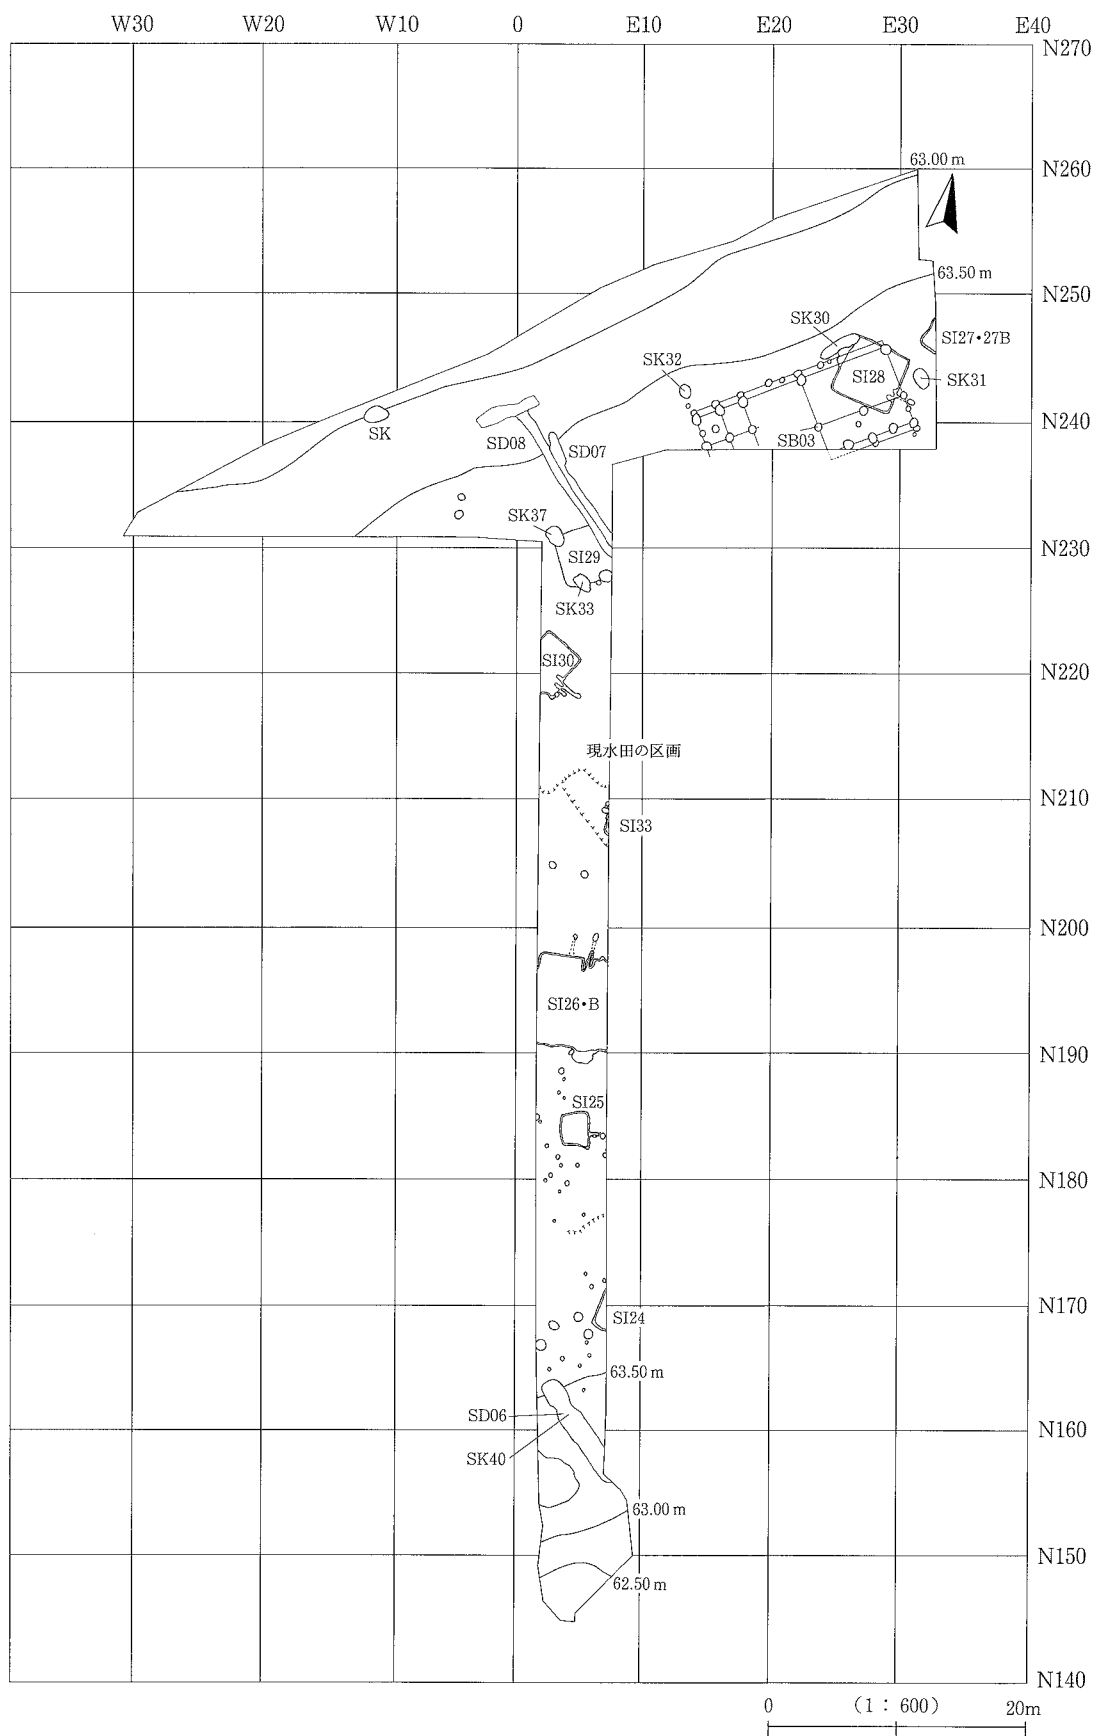 W30 W20 W10 0 E10 E20 E30 E40
N270
63.00 m
N260
63.50 m
N250
SK30
SI27・27B
SK32
SI28
SK31
SK
N240
SD08
SD07
SB03
SK37
N230
SI29
SK33
SI30
N220
現水田の区画
N210
SI33
N200
SI26・B
N190
SI25
N180
N170
SI24
63.50 m
SD06
N160
SK40
63.00 m
N150
62.50 m
N140
0 (1：600) 20m